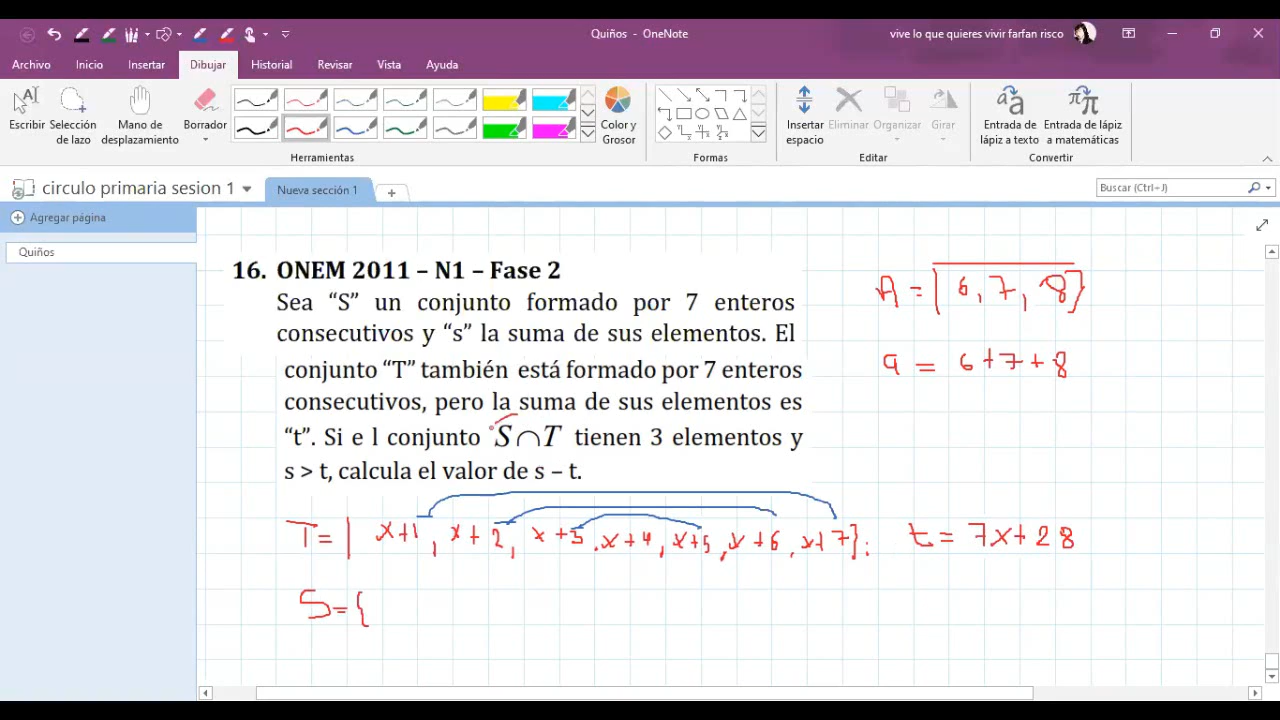 Quiños - OneNote
vive lo que quieres vivir farfan risco
Archivo Inicio Insertar Dibujar Historial Revisar Vista Ayuda
Escribir
Selección de lazo
Mano de desplazamiento
Borrador
Color y Grosor
Insertar espacio
Eliminar
Organizar
Girar
Entrada de lápiz a texto
Entrada de lápiz a matemáticas
Herramientas
Formas
Editar
Convertir
circulo primaria sesion 1
Nueva sección 1
Buscar (Ctrl+J)
Agregar página
Quiños
16. ONEM 2011 – N1 – Fase 2
Sea “S” un conjunto formado por 7 enteros
consecutivos y “s” la suma de sus elementos. El
conjunto “T” también está formado por 7 enteros
consecutivos, pero la suma de sus elementos es
“t”. Si e l conjunto S∩T tienen 3 elementos y
s > t, calcula el valor de s – t.
A = { 6, 7, 8}
a = 6+7+8
T= { x+1, x+2, x+3, x+4, x+5, x+6, x+7}: t = 7x+28
S={